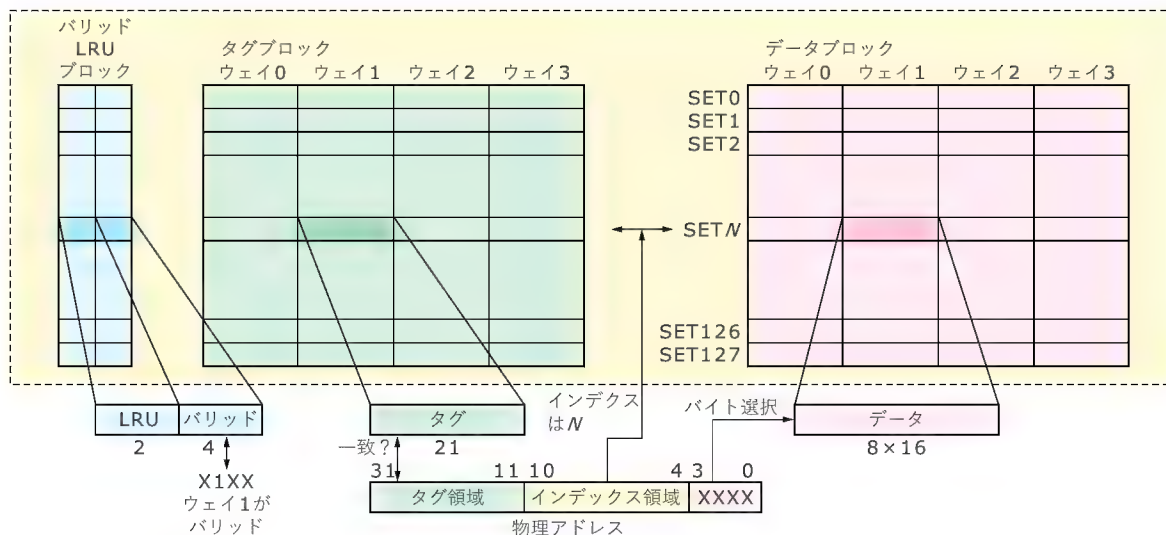 バリッド
LRU
ブロック
タグブロック
ウェイ0 ウェイ1 ウェイ2 ウェイ3
データブロック
ウェイ0 ウェイ1 ウェイ2 ウェイ3
SET0
SET1
SET2
SETN
SET126
SET127
LRU バリッド
2 4
X1XX
ウェイ1が
バリッド
タグ
一致? 21
インデクス
はN
バイト選択
データ
8×16
31 11 10 4 3 0
タグ領域 インデックス領域 XXXX
物理アドレス